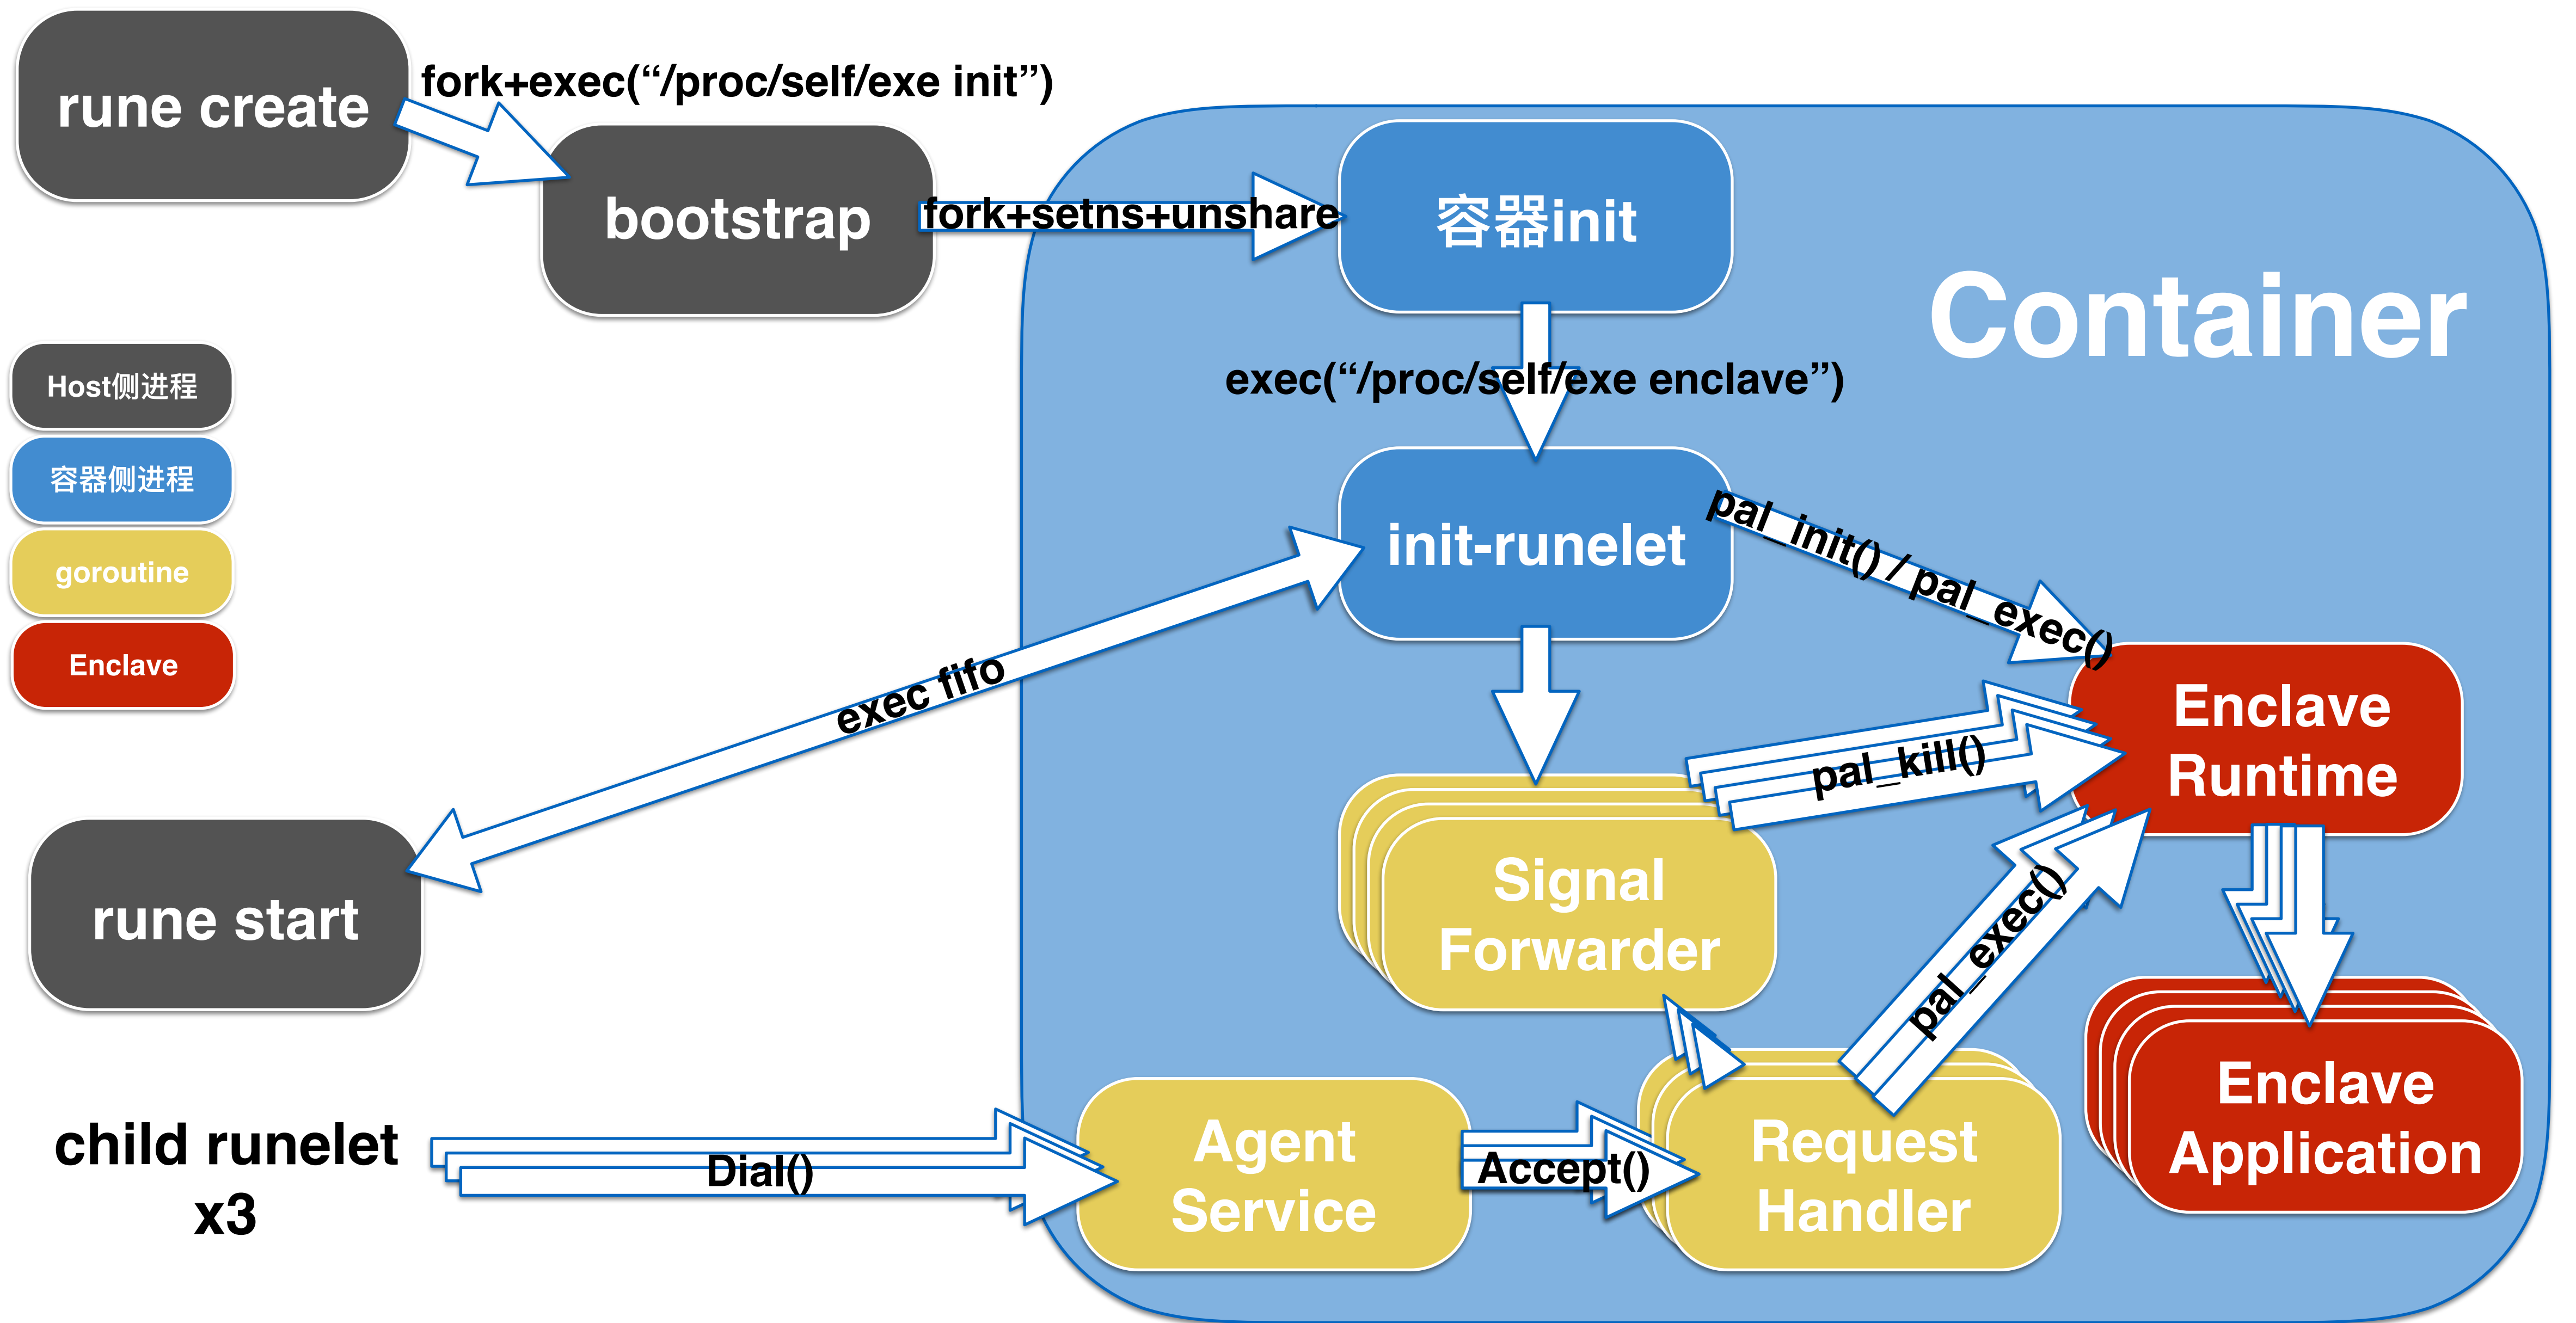 rune create
fork+exec(“/proc/self/exe init”)
bootstrap
fork+setns+unshare
容器init
Container
exec(“/proc/self/exe enclave”)
Host侧进程
容器侧进程
goroutine
Enclave
init-runelet
pal_init() / pal_exec()
exec fifo
Enclave
Runtime
pal_kill()
rune start
Signal
Forwarder
pal_exec()
child runelet
x3
Dial()
Agent
Service
Accept()
Request
Handler
Enclave
Application